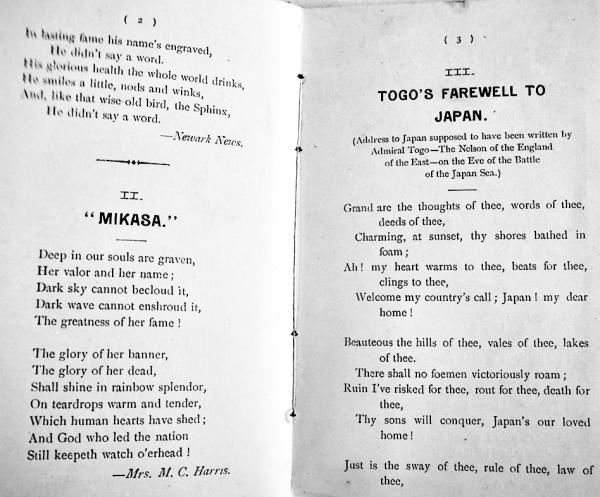 ( 2 )
In lasting fame his name's engraved,
He didn't say a word.
His glorious health the whole world drinks,
He smiles a little, nods and winks,
And, like that wise old bird, the Sphinx,
He didn't say a word.
—Newark News.
II.
"MIKASA."
Deep in our souls are graven,
Her valor and her name;
Dark sky cannot becloud it,
Dark wave cannot enshroud it,
The greatness of her fame!
The glory of her banner,
The glory of her dead,
Shall shine in rainbow splendor,
On teardrops warm and tender,
Which human hearts have shed;
And God who led the nation
Still keepeth watch o'erhead!
—Mrs. M. C. Harris.
( 3 )
III.
TOGO'S FAREWELL TO
JAPAN.
(Address to Japan supposed to have been written by
Admiral Togo—The Nelson of the England
of the East—on the Eve of the Battle
of the Japan Sea.)
Grand are the thoughts of thee, words of thee,
deeds of thee,
Charming, at sunset, thy shores bathed in
foam;
Ah! my heart warms to thee, beats for thee,
clings to thee,
Welcome my country's call; Japan! my dear
home!
Beauteous the hills of thee, vales of thee, lakes
of thee.
There shall no foemen victoriously roam;
Ruin I've risked for thee, rout for thee, death for
thee,
Thy sons will conquer, Japan's our loved
home!
Just is the sway of thee, rule of thee, law of
thee,